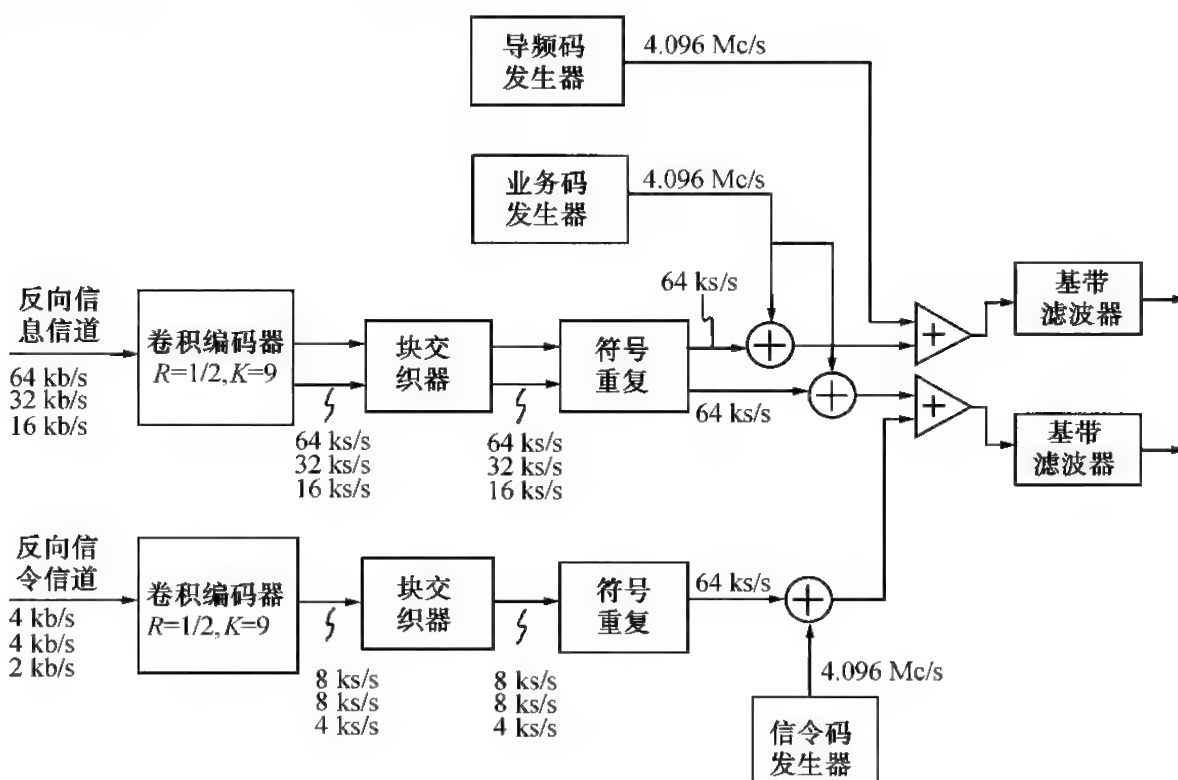 导频码
发生器
4.096 Mc/s
业务码
发生器
4.096 Mc/s
反向信
息信道
64 kb/s
32 kb/s
16 kb/s
卷积编码器
R=1/2,K=9
64 ks/s
32 ks/s
16 ks/s
块交
织器
64 ks/s
32 ks/s
16 ks/s
符号
重复
64 ks/s
64 ks/s
+
+
+
+
基带
滤波器
基带
滤波器
反向信
令信道
4 kb/s
4 kb/s
2 kb/s
卷积编码器
R=1/2,K=9
8 ks/s
8 ks/s
4 ks/s
块交
织器
8 ks/s
8 ks/s
4 ks/s
符号
重复
64 ks/s
+
4.096 Mc/s
信令码
发生器